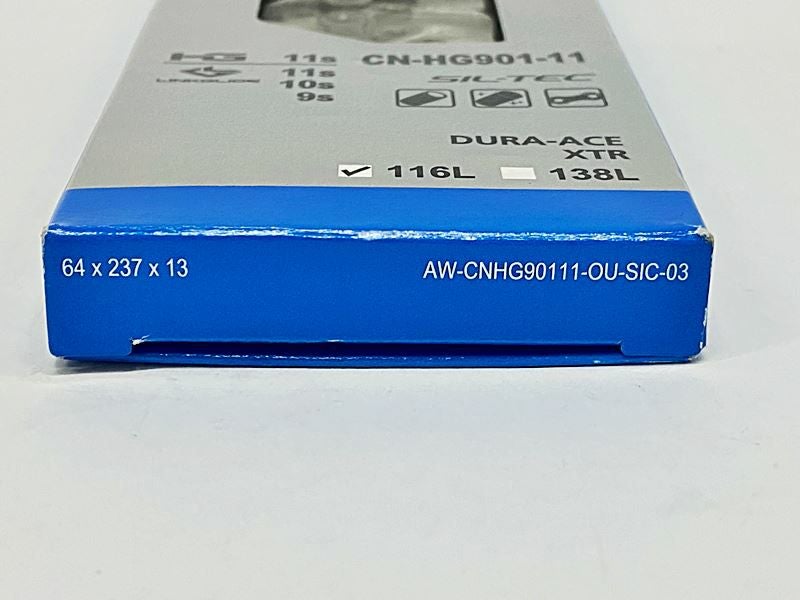 HG 11s CN-HG901-11
LINKGLIDE 11s SIL-TEC
10s
9s
DURA-ACE
XTR
116L 138L
64 x 237 x 13 AW-CNHG90111-OU-SIC-03